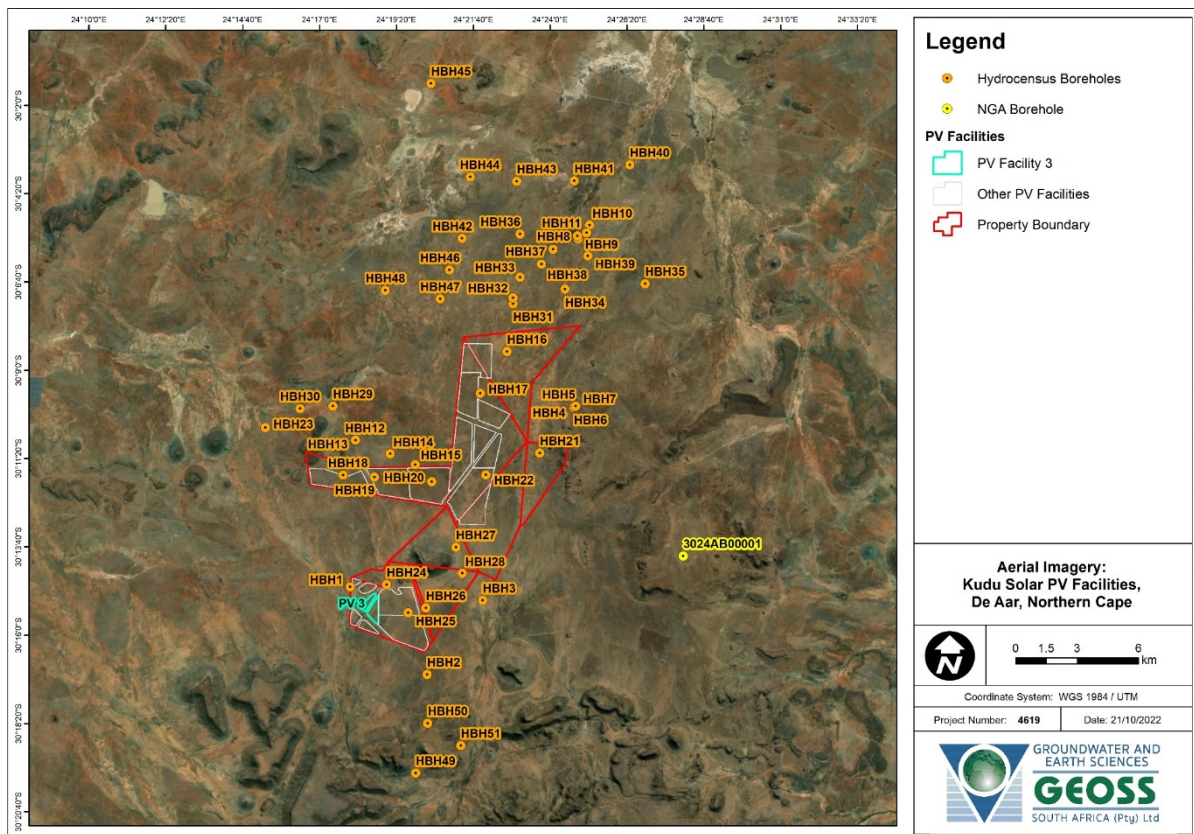 24°10'0"E 24°12'20"E 24°14'40"E 24°17'0"E 24°19'20"E 24°21'40"E 24°24'0"E 24°26'20"E 24°28'40"E 24°31'0"E 24°33'20"E
30°2'0"S
30°4'20"S
30°6'40"S
30°9'0"S
30°11'20"S
30°13'40"S
30°16'0"S
30°18'20"S
30°20'40"S
HBH45
HBH40
HBH44
HBH43
HBH41
HBH10
HBH36
HBH11
HBH42
HBH8
HBH9
HBH37
HBH39
HBH46
HBH33
HBH38
HBH35
HBH48
HBH47
HBH32
HBH34
HBH31
HBH16
HBH17
HBH5
HBH7
HBH30
HBH29
HBH4
HBH6
HBH23
HBH12
HBH13
HBH14
HBH21
HBH15
HBH18
HBH20
HBH22
HBH19
HBH27
3024AB00001
HBH28
HBH1
HBH24
HBH3
PV 3
HBH26
HBH25
HBH2
HBH50
HBH51
HBH49
Legend
Hydrocensus Boreholes
NGA Borehole
PV Facilities
PV Facility 3
Other PV Facilities
Property Boundary
Aerial Imagery:
Kudu Solar PV Facilities,
De Aar, Northern Cape
N
0 1.5 3 6
km
Coordinate System: WGS 1984 / UTM
Project Number: 4619 Date: 21/10/2022
GROUNDWATER AND
EARTH SCIENCES
GEOSS
SOUTH AFRICA (Pty) Ltd